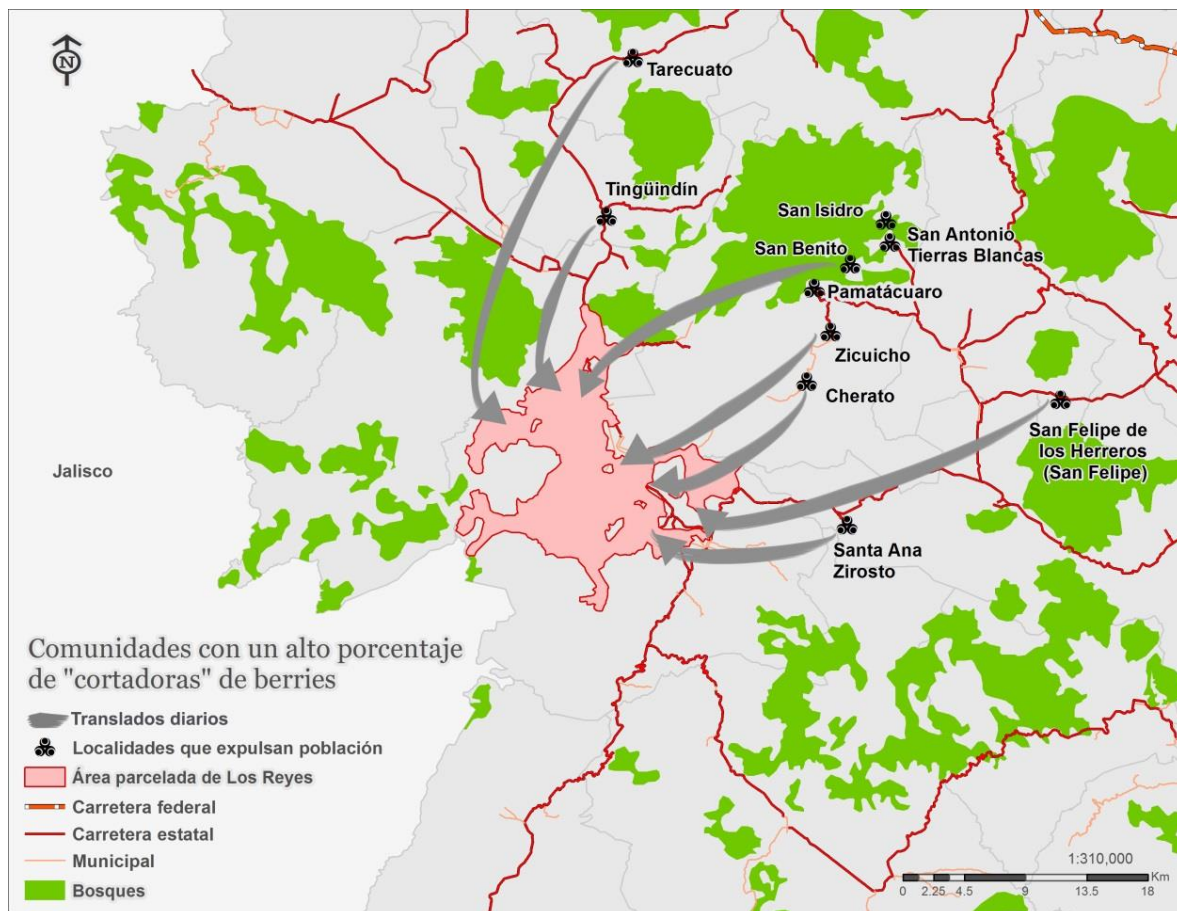 N
Tarecuato
Tingüindín
San Isidro
San Antonio
Tierras Blancas
San Benito
Pamatácuaro
Zicuicho
Cherato
San Felipe de
los Herreros
(San Felipe)
Jalisco
Santa Ana
Zirosto
Comunidades con un alto porcentaje
de "cortadoras" de berries
Translados diarios
Localidades que expulsan población
Área parcelada de Los Reyes
Carretera federal
Carretera estatal
Municipal
Bosques
1:310,000
Km
0 2.25 4.5 9 13.5 18